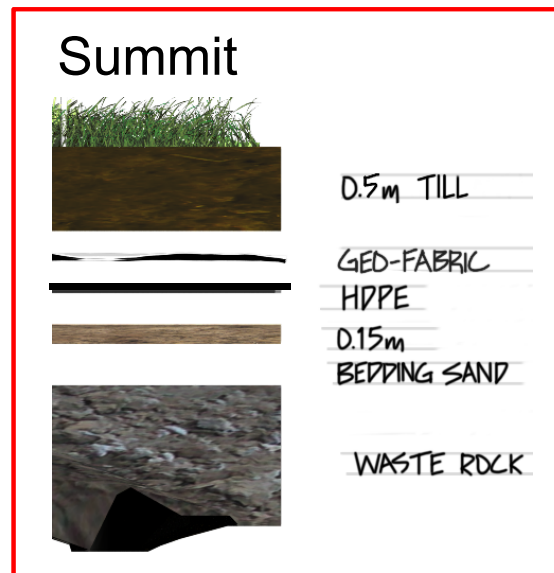 Summit
0.5m TILL
GEO-FABRIC
HDPE
0.15m
BEDDING SAND
WASTE ROCK